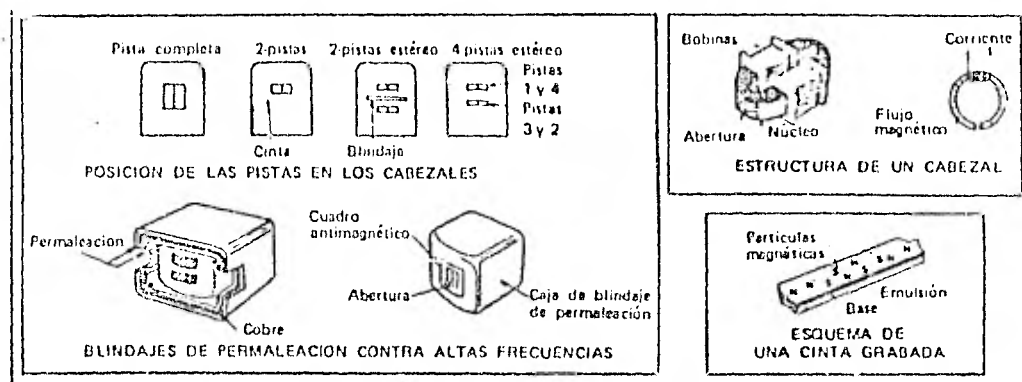 Pista completa 2-pistas 2-pistas estéreo 4 pistas estéreo
Pistas
1 y 4
Pistas
3 y 2
Cinta Blindaje
POSICION DE LAS PISTAS EN LOS CABEZALES
Permaleacion
Cobre
Cuadro
antimagnético
Abertura
Caja de blindaje
de permaleación
BLINDAJES DE PERMALEACION CONTRA ALTAS FRECUENCIAS
Bobinas
Corriente
Abertura Núcleo
Flujo
magnético
ESTRUCTURA DE UN CABEZAL
Partículas
magnéticas
N N S S N N S S N N
Emulsión
Base
ESQUEMA DE
UNA CINTA GRABADA